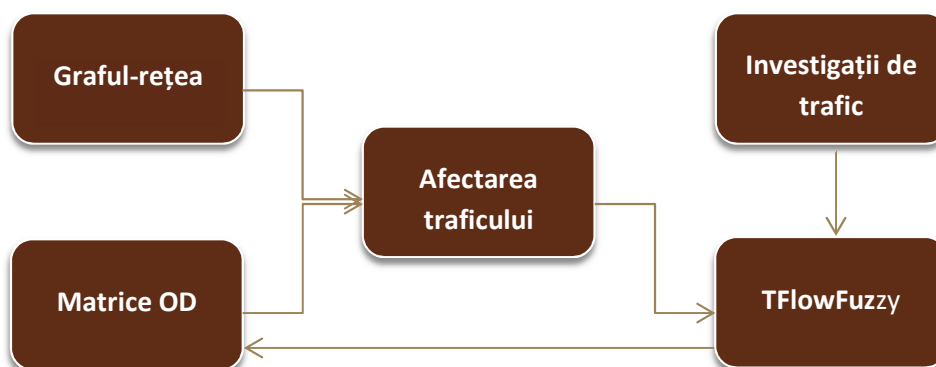 Graful-rețea
Investigații de
trafic
Afectarea
traficului
Matrice OD
TFlowFuzzy